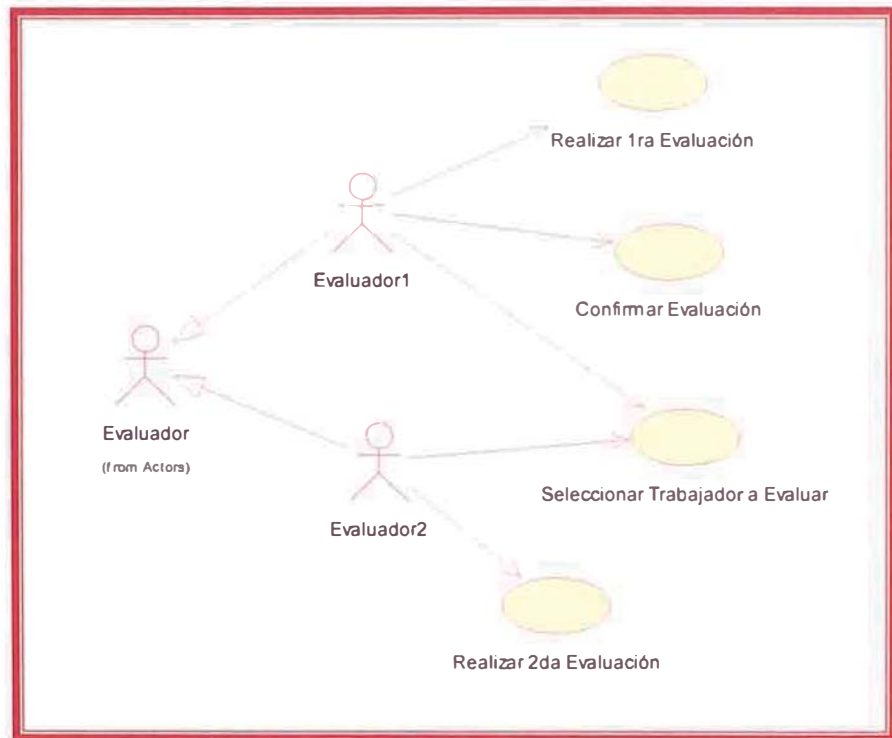 Realizar 1ra Evaluación
Evaluador1
Confirmar Evaluación
Evaluador
(from Actors)
Seleccionar Trabajador a Evaluar
Evaluador2
Realizar 2da Evaluación